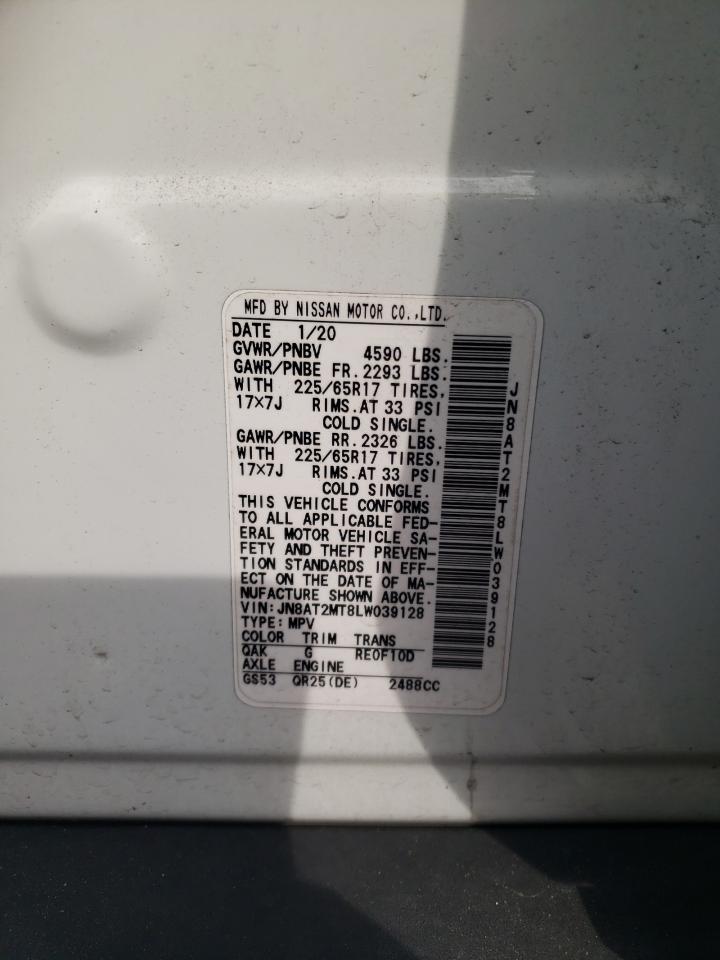 MFD BY NISSAN MOTOR CO.,LTD.
DATE 1/20
GVWR/PNBV 4590 LBS.
GAWR/PNBE FR.2293 LBS.
WITH 225/65R17 TIRES,
17×7J RIMS.AT 33 PSI
COLD SINGLE.
GAWR/PNBE RR.2326 LBS.
WITH 225/65R17 TIRES,
17×7J RIMS.AT 33 PSI
COLD SINGLE.
THIS VEHICLE CONFORMS
TO ALL APPLICABLE FED-
ERAL MOTOR VEHICLE SA-
FETY AND THEFT PREVEN-
TION STANDARDS IN EFF-
ECT ON THE DATE OF MA-
NUFACTURE SHOWN ABOVE.
VIN:JN8AT2MT8LW039128
TYPE:MPV
COLOR TRIM TRANS
QAK G RE0F10D
AXLE ENGINE
GS53 QR25(DE) 2488CC
JN8AT2MT8LW039128